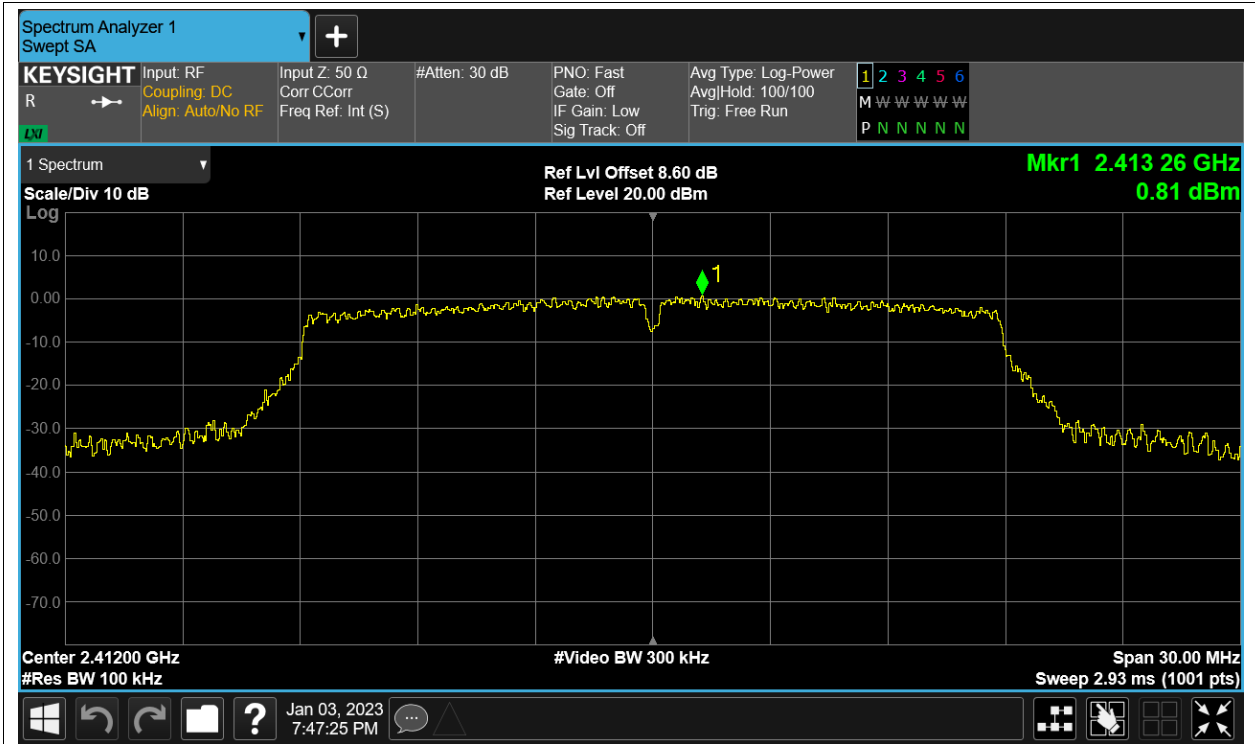 Spectrum Analyzer 1
Swept SA
KEYSIGHT
R
LXI
Input: RF
Coupling: DC
Align: Auto/No RF
Input Z: 50 Ω
Corr CCorr
Freq Ref: Int (S)
#Atten: 30 dB
PNO: Fast
Gate: Off
IF Gain: Low
Sig Track: Off
Avg Type: Log-Power
Avg|Hold: 100/100
Trig: Free Run
1 2 3 4 5 6
M W W W W W
P N N N N N
1 Spectrum
Scale/Div 10 dB
Log
Ref Lvl Offset 8.60 dB
Ref Level 20.00 dBm
Mkr1 2.413 26 GHz
0.81 dBm
10.0
0.00
-10.0
-20.0
-30.0
-40.0
-50.0
-60.0
-70.0
1
Center 2.41200 GHz
#Res BW 100 kHz
#Video BW 300 kHz
Span 30.00 MHz
Sweep 2.93 ms (1001 pts)
?
Jan 03, 2023
7:47:25 PM